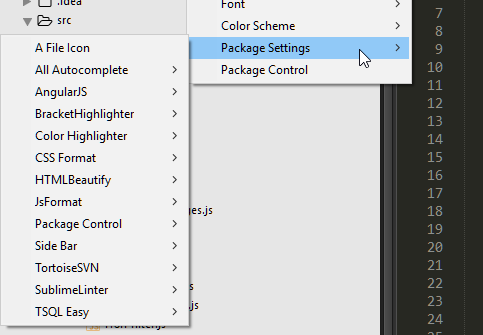 .idea
src
Font
Color Scheme
Package Settings
Package Control
A File Icon
All Autocomplete
AngularJS
BracketHighlighter
Color Highlighter
CSS Format
HTMLBeautify
JsFormat
Package Control
Side Bar
TortoiseSVN
SublimeLinter
TSQL Easy
es.js
s
.js
7
8
9
10
11
12
13
14
15
16
17
18
19
20
21
22
23
24